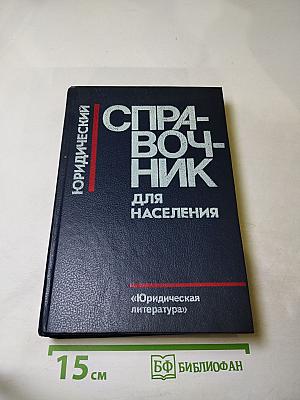 ЮРИДИЧЕСКИЙ
СПРА-
ВОЧ-
НИК
ДЛЯ
НАСЕЛЕНИЯ
«Юридическая
литература»
15 см
БФ БИБЛИОФАН